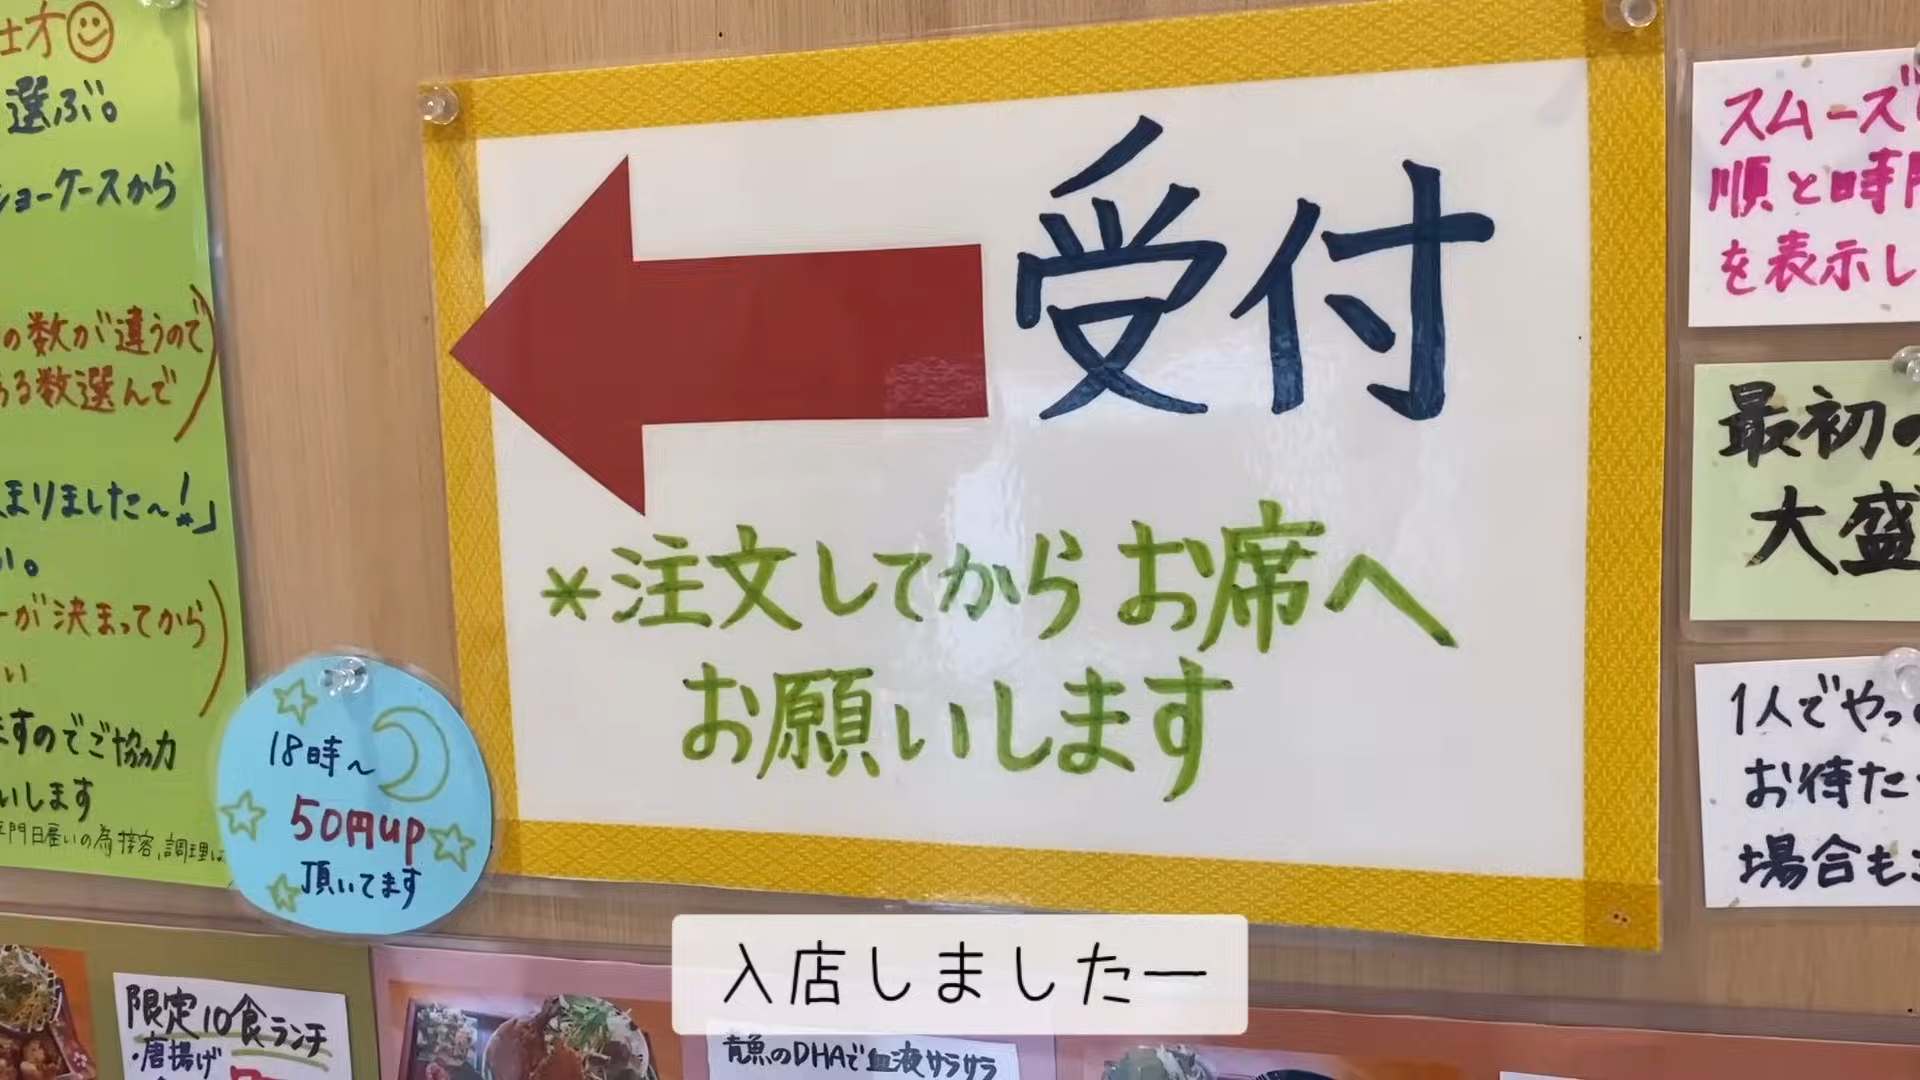 選ぶ。
ショーケースから
の数が違うので
ある数選んで
まりました～！」
が決まってから
ますのでご協力
いします
18時～
50円up
頂いてます
受付
*注文してからお席へ
お願いします
スムーズ
順と時間
を表示し
最初の
大盛
1人でやっ
お待た
場合も
入店しましたー
限定10食ランチ
・唐揚げ
青魚のDHAで血液サラサラ